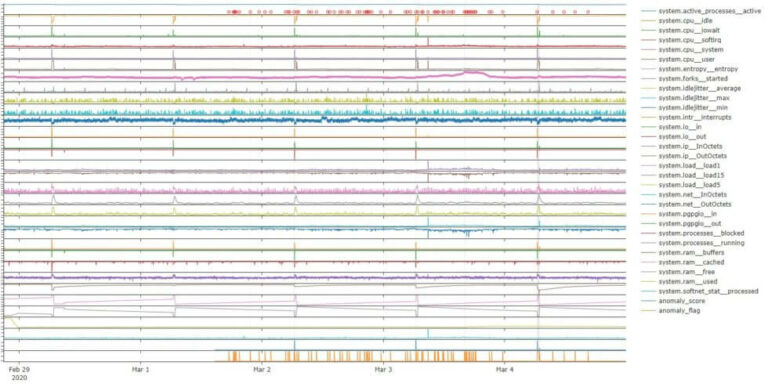 system.active_processes__active
system.cpu__idle
system.cpu__iowait
system.cpu__softirq
system.cpu__system
system.cpu__user
system.entropy__entropy
system.forks__started
system.idlejitter__average
system.idlejitter__max
system.idlejitter__min
system.intr__interrupts
system.io__in
system.io__out
system.ip__InOctets
system.ip__OutOctets
system.load__load1
system.load__load15
system.load__load5
system.net__InOctets
system.net__OutOctets
system.pgpgio__in
system.pgpgio__out
system.processes__blocked
system.processes__running
system.ram__buffers
system.ram__cached
system.ram__free
system.ram__used
system.softnet_stat__processed
anomaly_score
anomaly_flag
Feb 29
2020
Mar 1
Mar 2
Mar 3
Mar 4